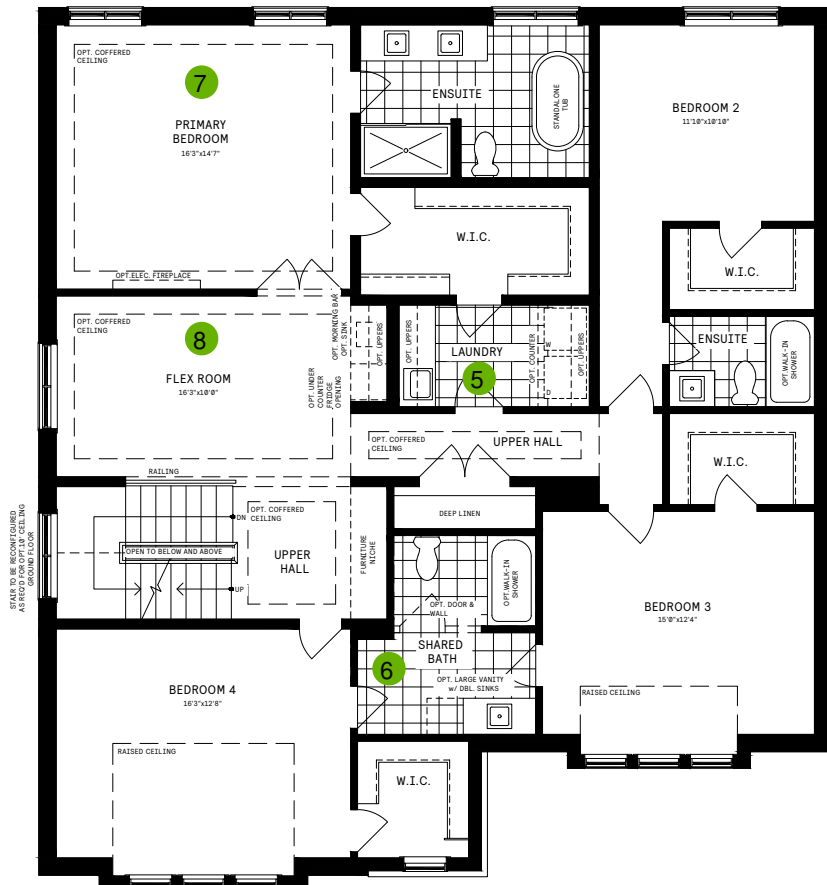 OPT. COFFERED
CEILING
7
PRIMARY
BEDROOM
16'3"x14'7"
OPT.ELEC. FIREPLACE
ENSUITE
STANDALONE
TUB
BEDROOM 2
11'10"x10'10"
W.I.C.
W.I.C.
OPT. COFFERED
CEILING
8
FLEX ROOM
16'3"x10'0"
OPT. MORNING BAR
OPT. SINK
OPT. UPPERS
OPT. UNDER
COUNTER
FRIDGE
OPENING
OPT. UPPERS
LAUNDRY
5
OPT. COUNTER
W
D
OPT. UPPERS
ENSUITE
OPT. WALK-IN
SHOWER
OPT. COFFERED
CEILING
UPPER HALL
W.I.C.
RAILING
DEEP LINEN
STAIR TO BE RECONFIGURED
AS REQ'D FOR OPT.10' CEILING
GROUND FLOOR
DN
OPEN TO BELOW AND ABOVE
UP
OPT. COFFERED
CEILING
UPPER
HALL
FURNITURE
NICHE
OPT. WALK-IN
SHOWER
OPT. DOOR &
WALL
SHARED
BATH
6
OPT. LARGE VANITY
w/ DBL. SINKS
BEDROOM 3
15'0"x12'4"
RAISED CEILING
BEDROOM 4
16'3"x12'8"
RAISED CEILING
W.I.C.